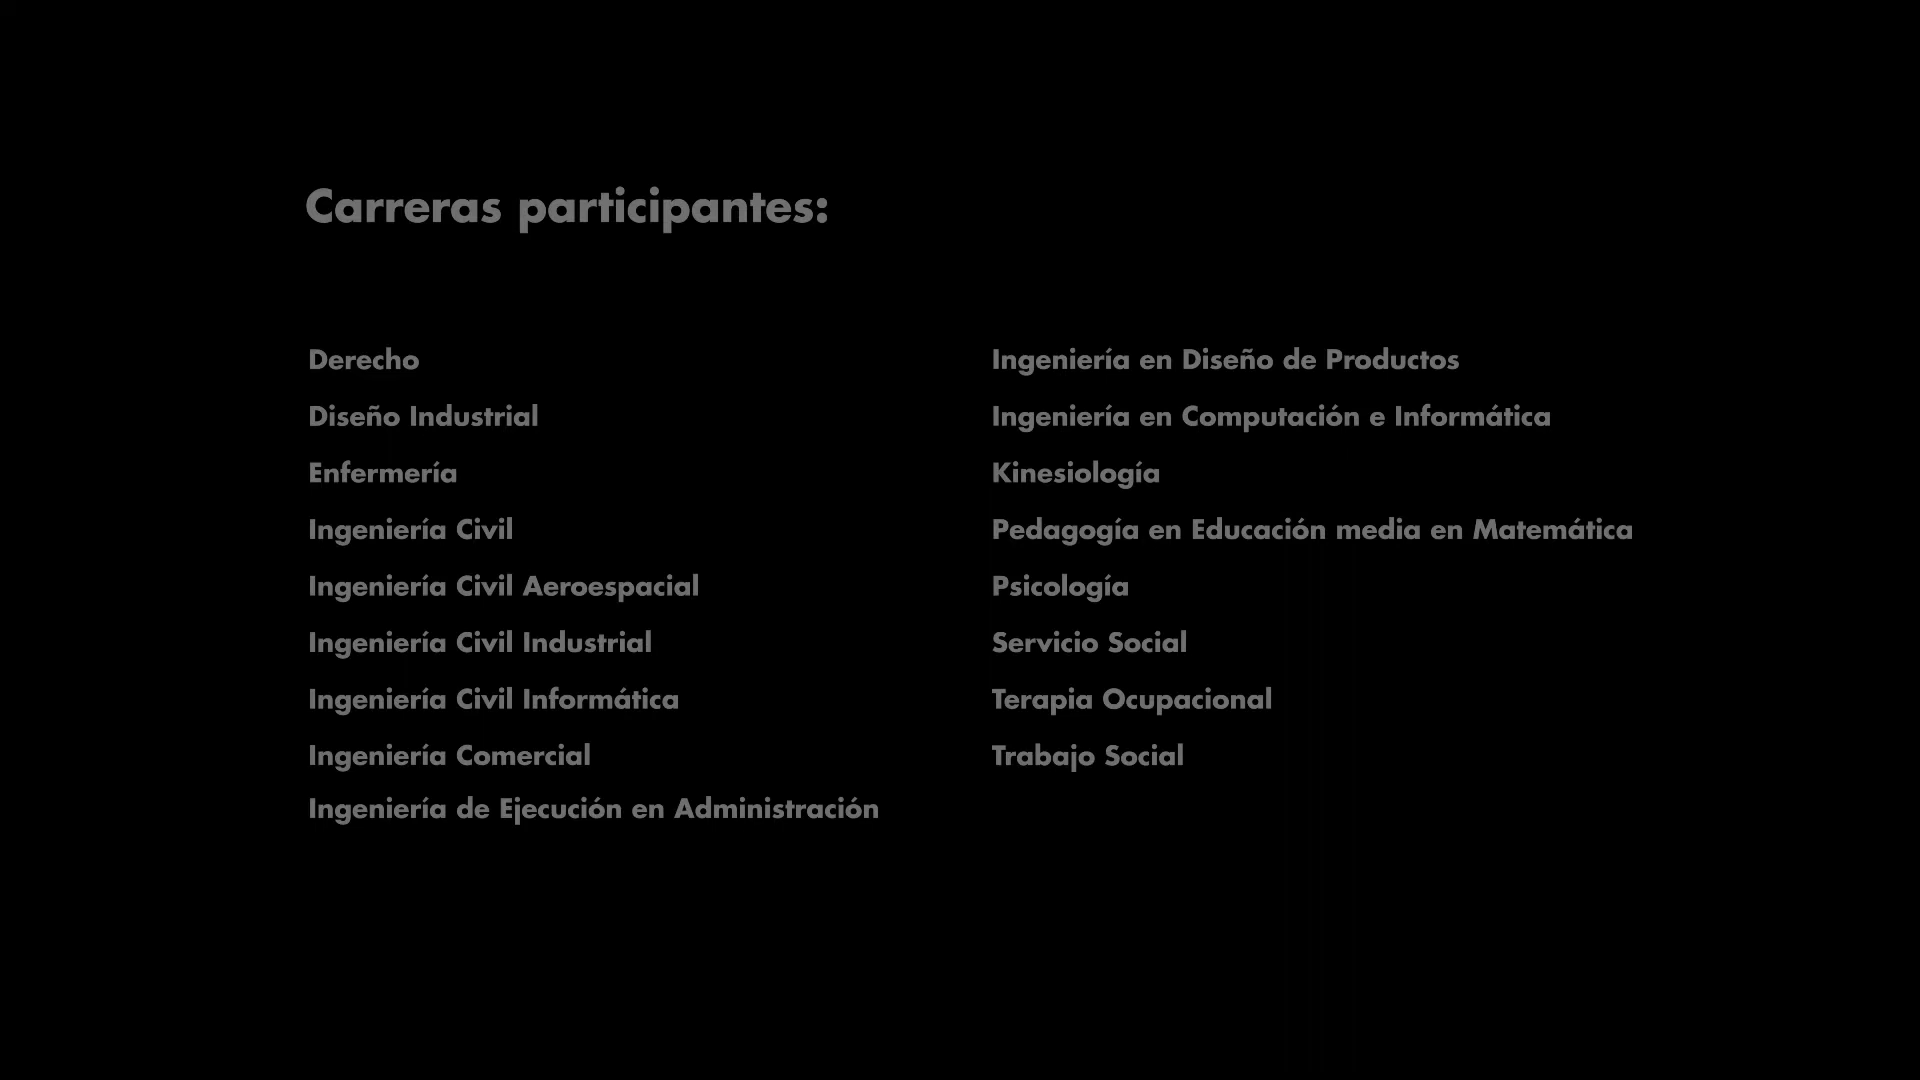 Carreras participantes:
Derecho
Diseño Industrial
Enfermería
Ingeniería Civil
Ingeniería Civil Aeroespacial
Ingeniería Civil Industrial
Ingeniería Civil Informática
Ingeniería Comercial
Ingeniería de Ejecución en Administración
Ingeniería en Diseño de Productos
Ingeniería en Computación e Informática
Kinesiología
Pedagogía en Educación media en Matemática
Psicología
Servicio Social
Terapia Ocupacional
Trabajo Social